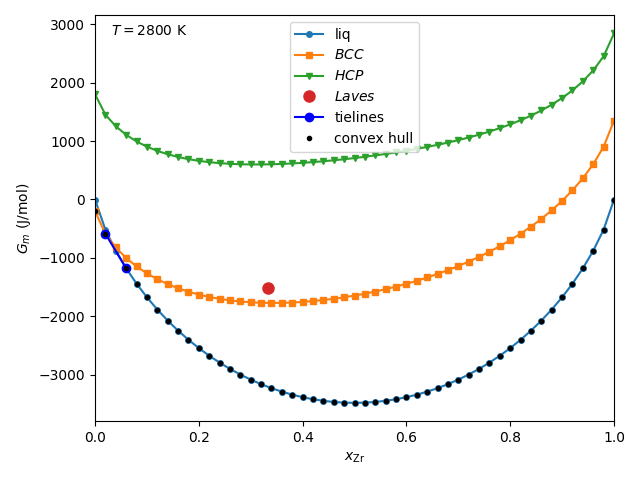 T = 2800 K
liq
BCC
HCP
Laves
tielines
convex hull
3000
2000
1000
0
−1000
−2000
−3000
G_m (J/mol)
0.0 0.2 0.4 0.6 0.8 1.0
x_Zr